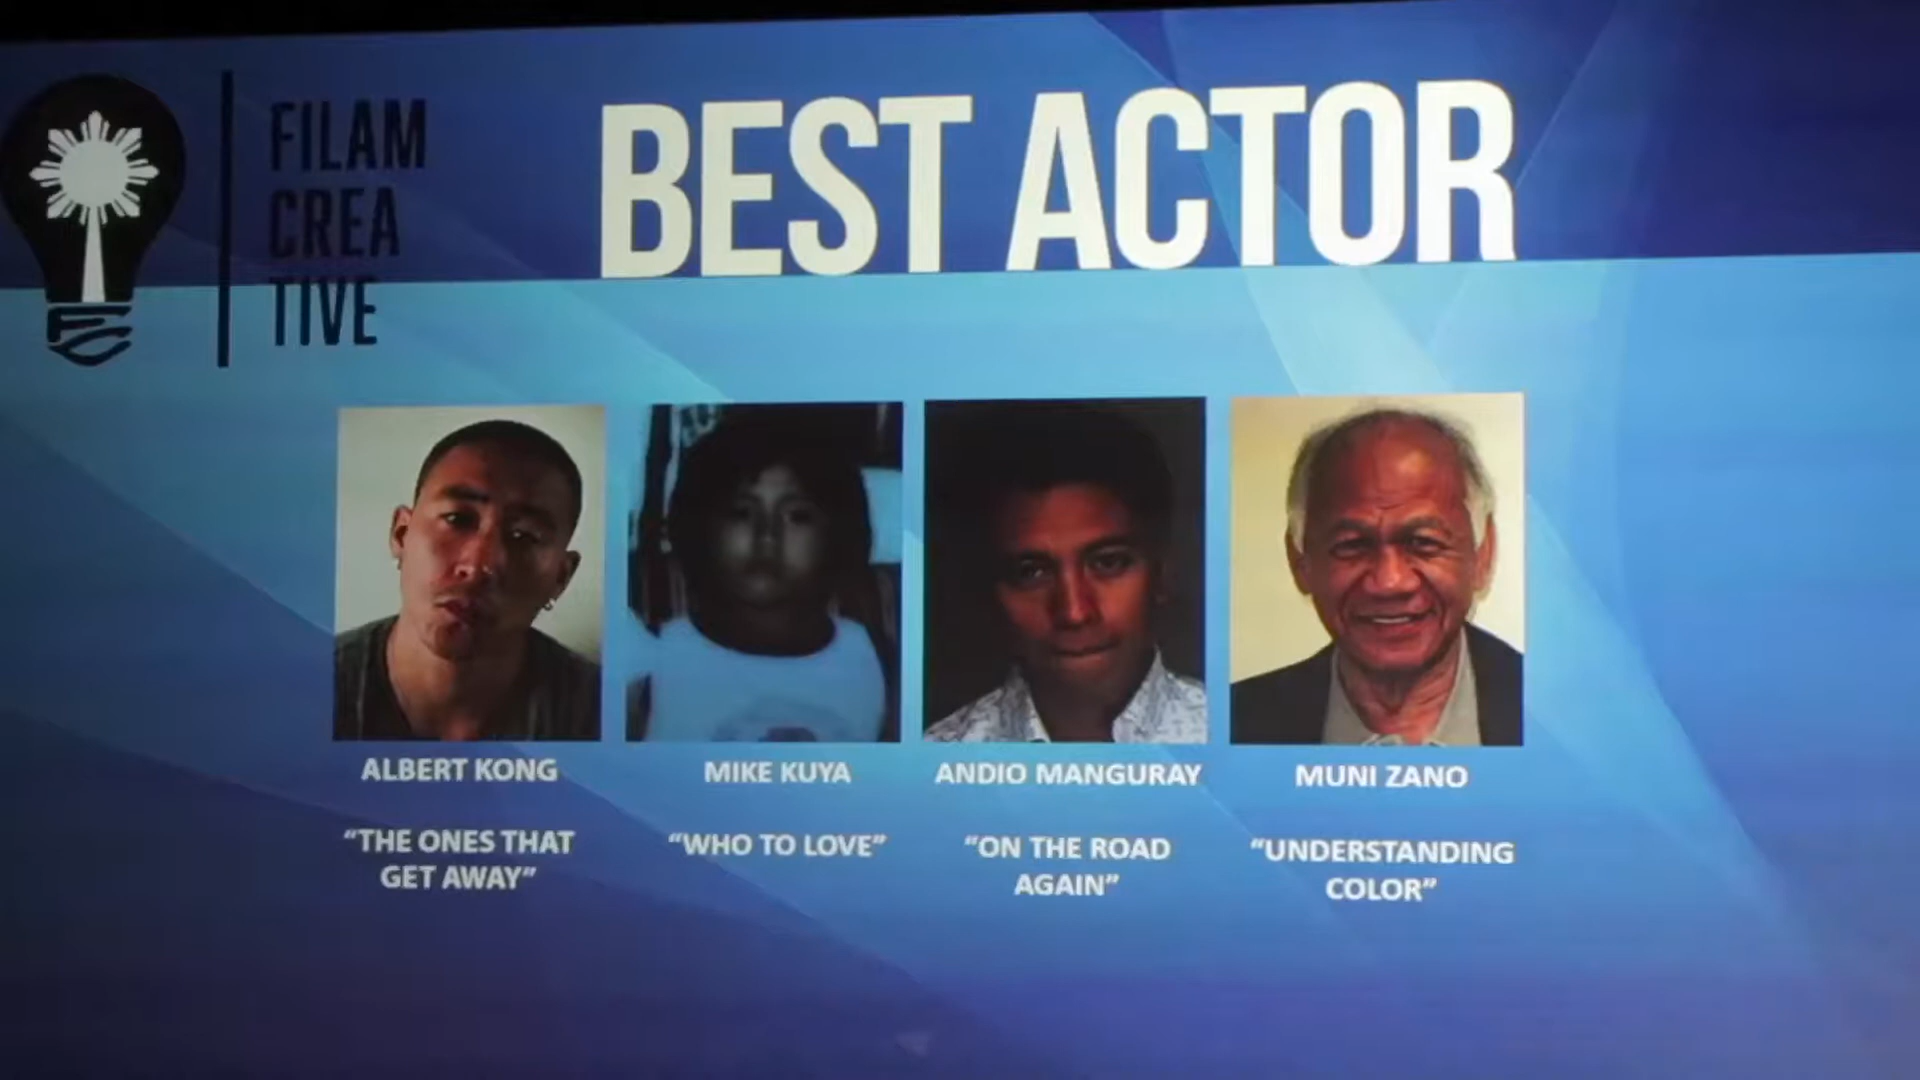 FILAM
CREA
TIVE
FC
BEST ACTOR
ALBERT KONG
"THE ONES THAT
GET AWAY"
MIKE KUYA
"WHO TO LOVE"
ANDIO MANGURAY
"ON THE ROAD
AGAIN"
MUNI ZANO
"UNDERSTANDING
COLOR"